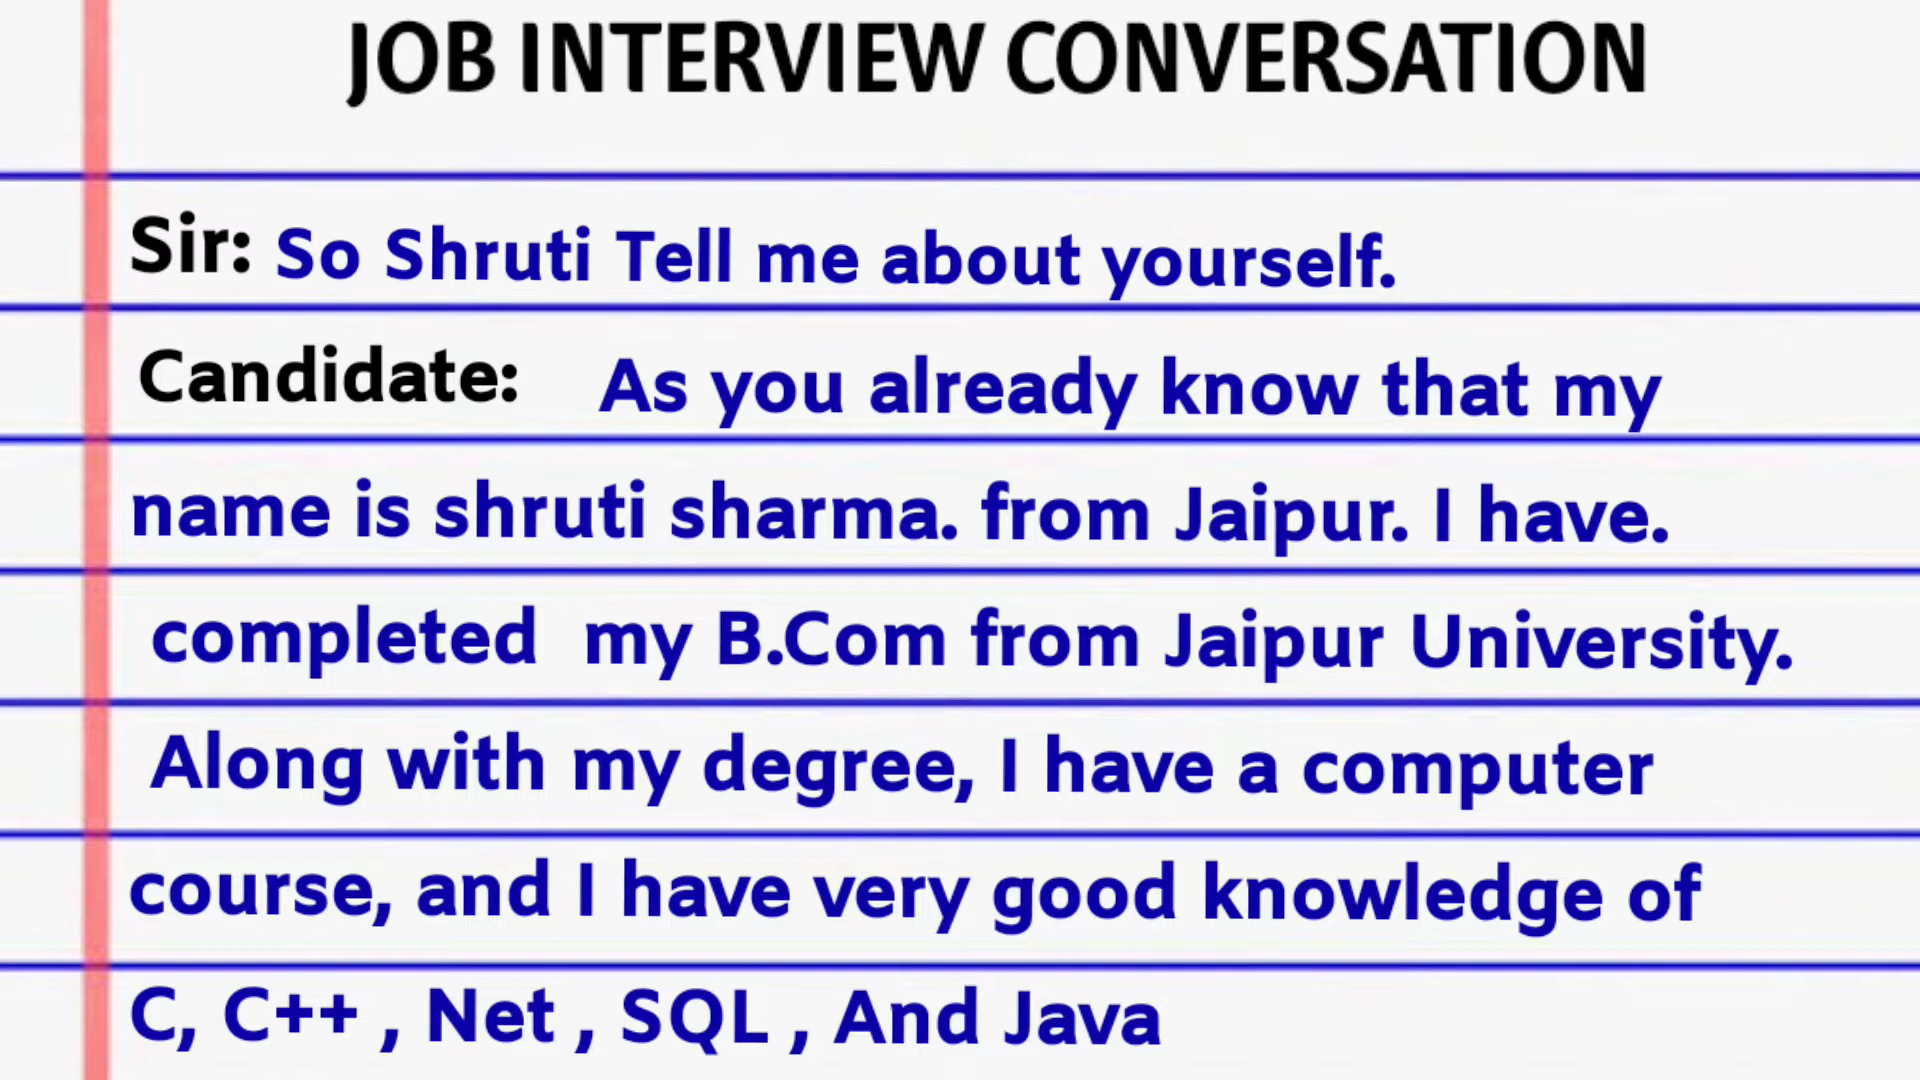 JOB INTERVIEW CONVERSATION
Sir: So Shruti Tell me about yourself.
Candidate: As you already know that my
name is shruti sharma. from Jaipur. I have.
completed my B.Com from Jaipur University.
Along with my degree, I have a computer
course, and I have very good knowledge of
C, C++ , Net , SQL , And Java